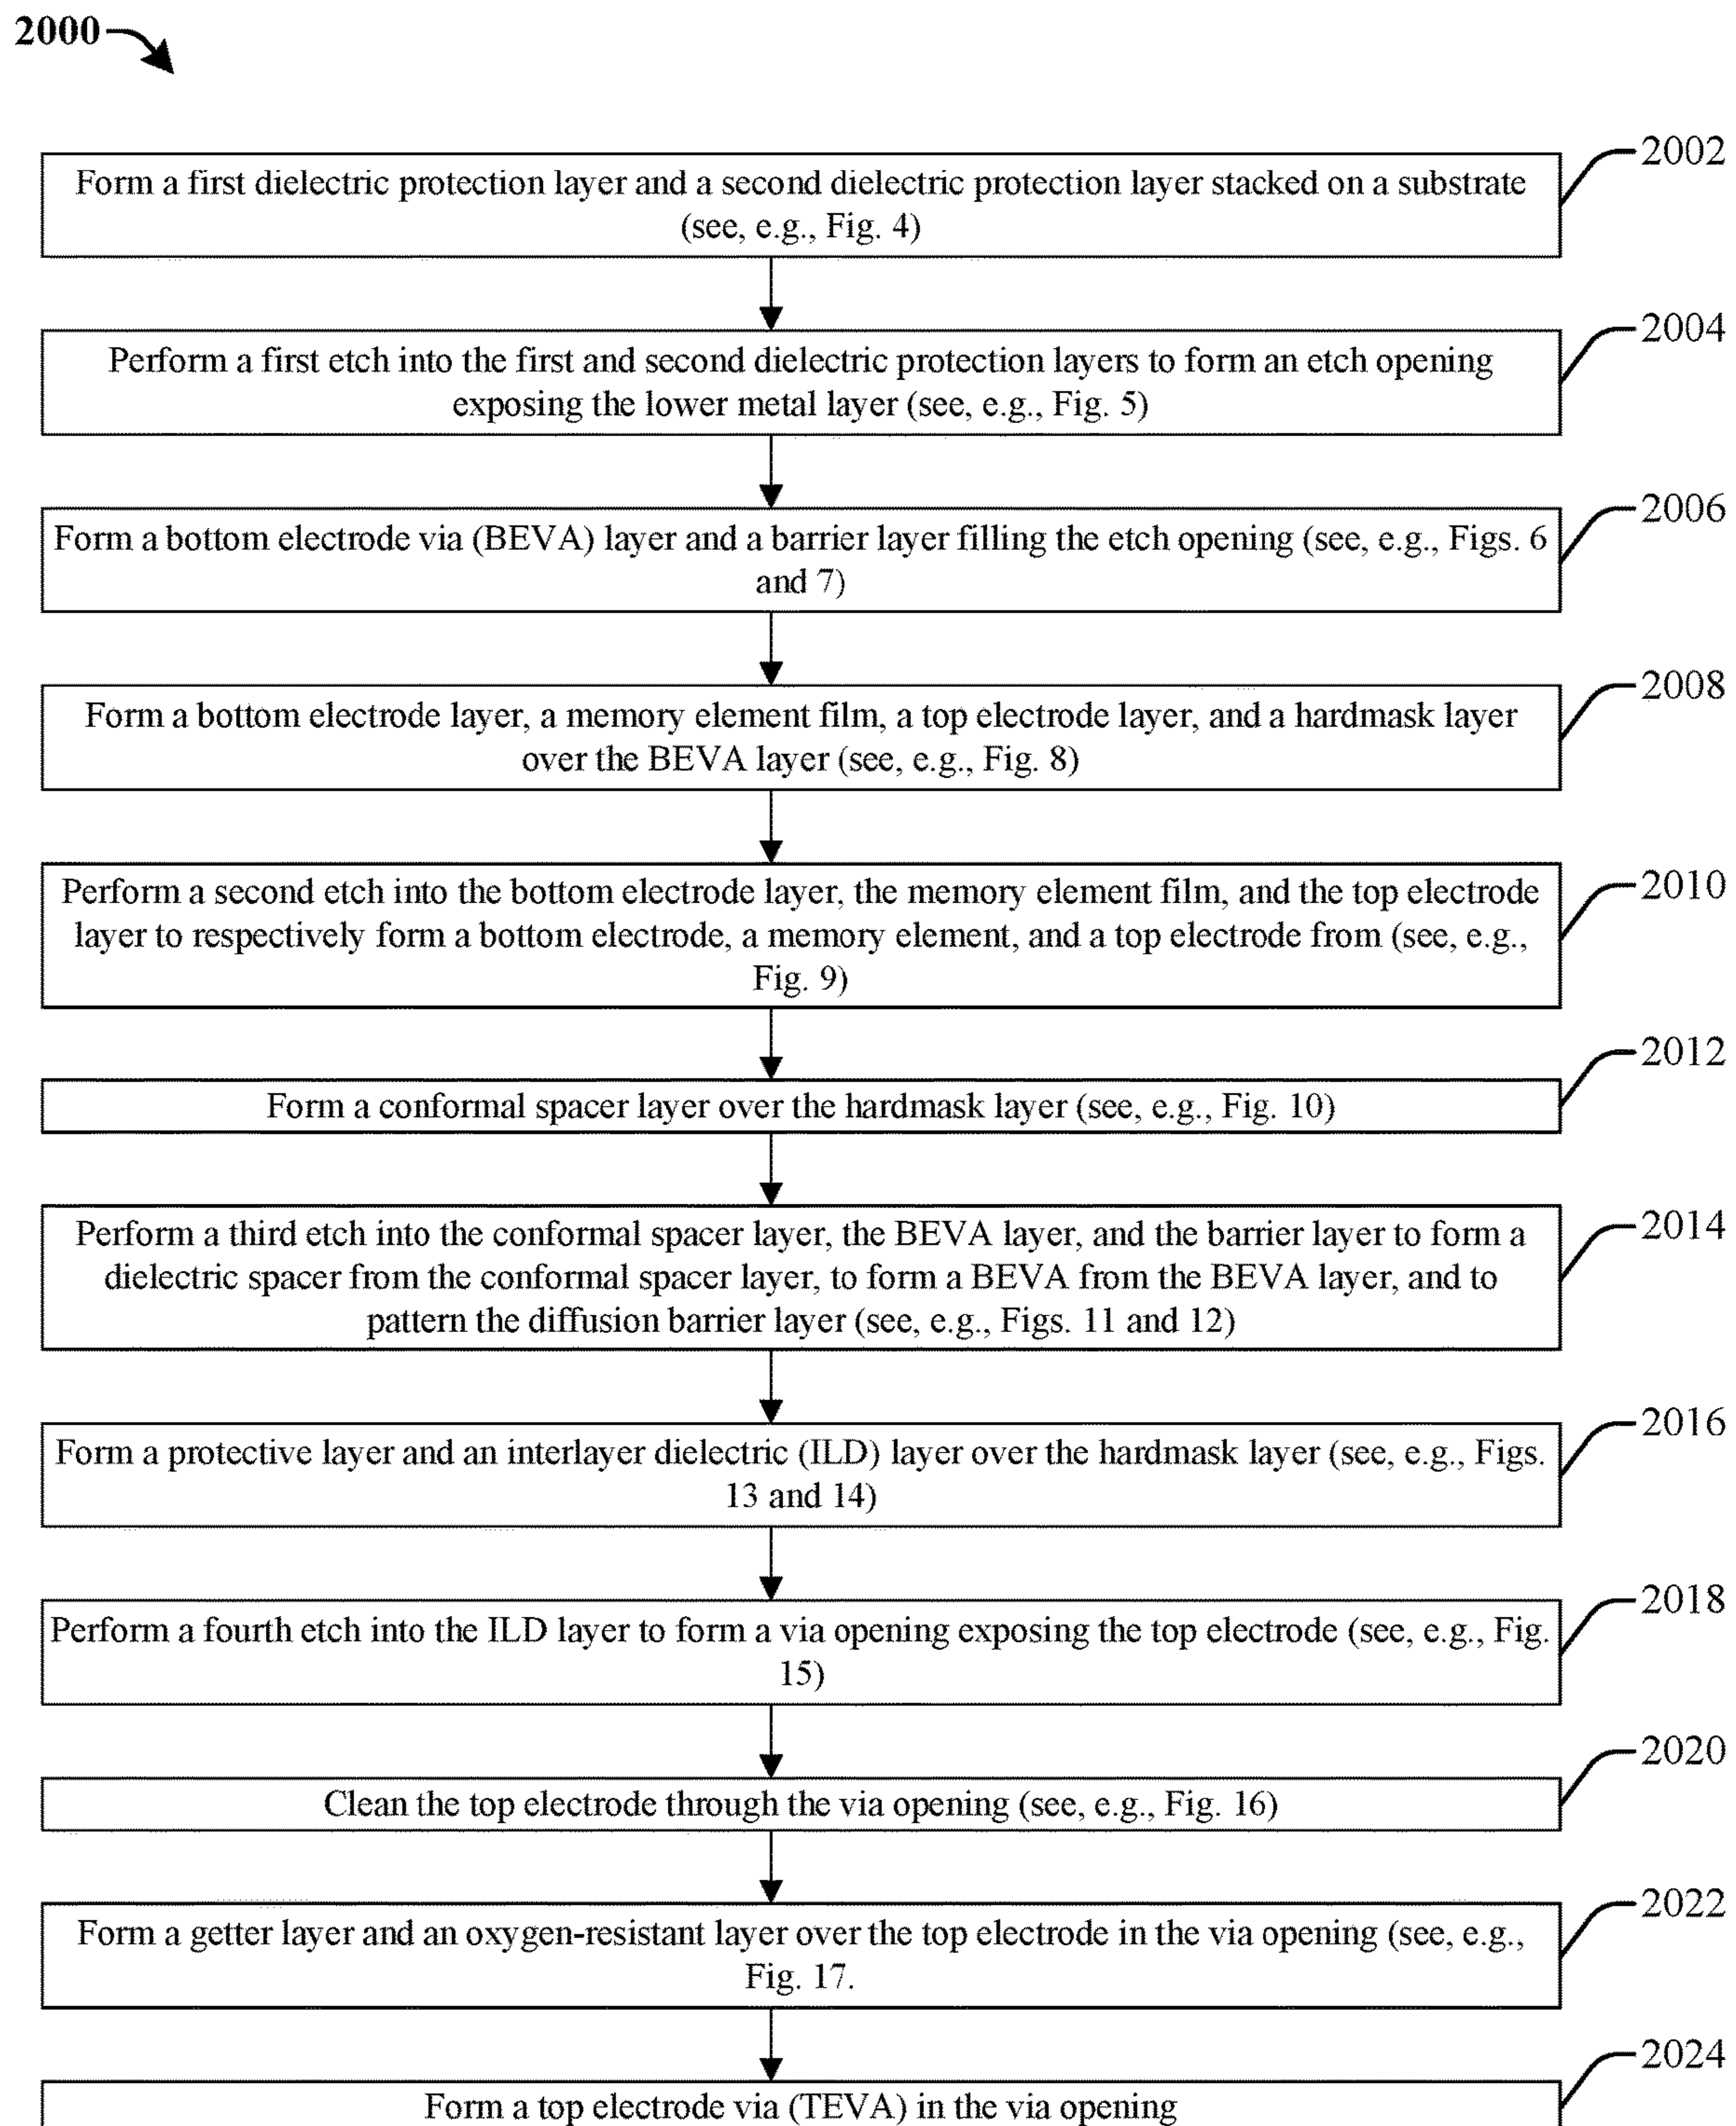 2000
2002
Form a first dielectric protection layer and a second dielectric protection layer stacked on a substrate
(see, e.g., Fig. 4)
2004
Perform a first etch into the first and second dielectric protection layers to form an etch opening
exposing the lower metal layer (see, e.g., Fig. 5)
2006
Form a bottom electrode via (BEVA) layer and a barrier layer filling the etch opening (see, e.g., Figs. 6
and 7)
2008
Form a bottom electrode layer, a memory element film, a top electrode layer, and a hardmask layer
over the BEVA layer (see, e.g., Fig. 8)
2010
Perform a second etch into the bottom electrode layer, the memory element film, and the top electrode
layer to respectively form a bottom electrode, a memory element, and a top electrode from (see, e.g.,
Fig. 9)
2012
Form a conformal spacer layer over the hardmask layer (see, e.g., Fig. 10)
2014
Perform a third etch into the conformal spacer layer, the BEVA layer, and the barrier layer to form a
dielectric spacer from the conformal spacer layer, to form a BEVA from the BEVA layer, and to
pattern the diffusion barrier layer (see, e.g., Figs. 11 and 12)
2016
Form a protective layer and an interlayer dielectric (ILD) layer over the hardmask layer (see, e.g., Figs.
13 and 14)
2018
Perform a fourth etch into the ILD layer to form a via opening exposing the top electrode (see, e.g., Fig.
15)
2020
Clean the top electrode through the via opening (see, e.g., Fig. 16)
2022
Form a getter layer and an oxygen-resistant layer over the top electrode in the via opening (see, e.g.,
Fig. 17.
2024
Form a top electrode via (TEVA) in the via opening